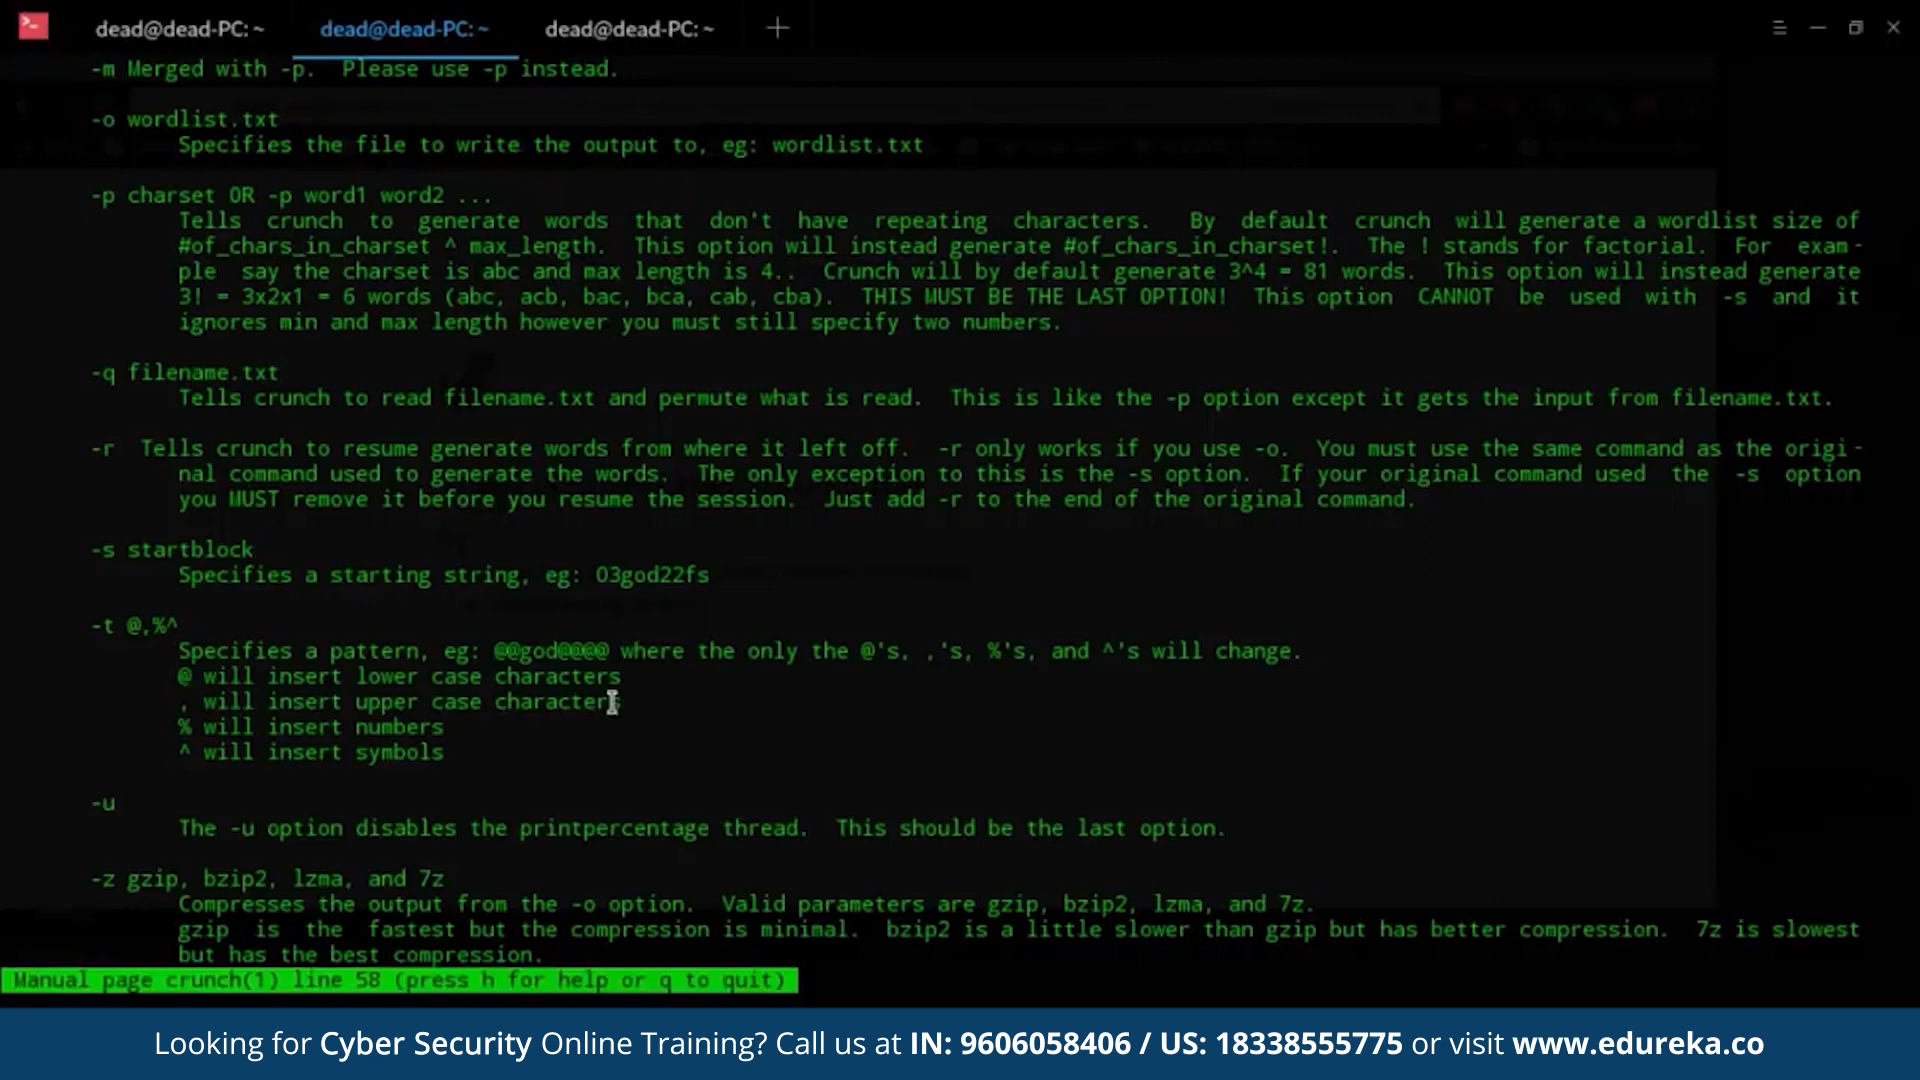 dead@dead-PC: ~ dead@dead-PC: ~ dead@dead-PC: ~
-m Merged with -p.  Please use -p instead.
-o wordlist.txt
Specifies the file to write the output to, eg: wordlist.txt
-p charset OR -p word1 word2 ...
Tells crunch to generate words that don't have repeating characters. By default crunch will generate a wordlist size of
#of_chars_in_charset ^ max_length. This option will instead generate #of_chars_in_charset!. The ! stands for factorial. For exam-
ple say the charset is abc and max length is 4.. Crunch will by default generate 3^4 = 81 words. This option will instead generate
3! = 3x2x1 = 6 words (abc, acb, bac, bca, cab, cba). THIS MUST BE THE LAST OPTION! This option CANNOT be used with -s and it
ignores min and max length however you must still specify two numbers.
-q filename.txt
Tells crunch to read filename.txt and permute what is read. This is like the -p option except it gets the input from filename.txt.
-r Tells crunch to resume generate words from where it left off. -r only works if you use -o. You must use the same command as the origi-
nal command used to generate the words. The only exception to this is the -s option. If your original command used the -s option
you MUST remove it before you resume the session. Just add -r to the end of the original command.
-s startblock
Specifies a starting string, eg: 03god22fs
-t @,%^
Specifies a pattern, eg: @@god@@@@ where the only the @'s, ,'s, %'s, and ^'s will change.
@ will insert lower case characters
, will insert upper case characters
% will insert numbers
^ will insert symbols
-u
The -u option disables the printpercentage thread. This should be the last option.
-z gzip, bzip2, lzma, and 7z
Compresses the output from the -o option. Valid parameters are gzip, bzip2, lzma, and 7z.
gzip is the fastest but the compression is minimal. bzip2 is a little slower than gzip but has better compression. 7z is slowest
but has the best compression.
Manual page crunch(1) line 58 (press h for help or q to quit)
Looking for Cyber Security Online Training? Call us at IN: 9606058406 / US: 18338555775 or visit www.edureka.co